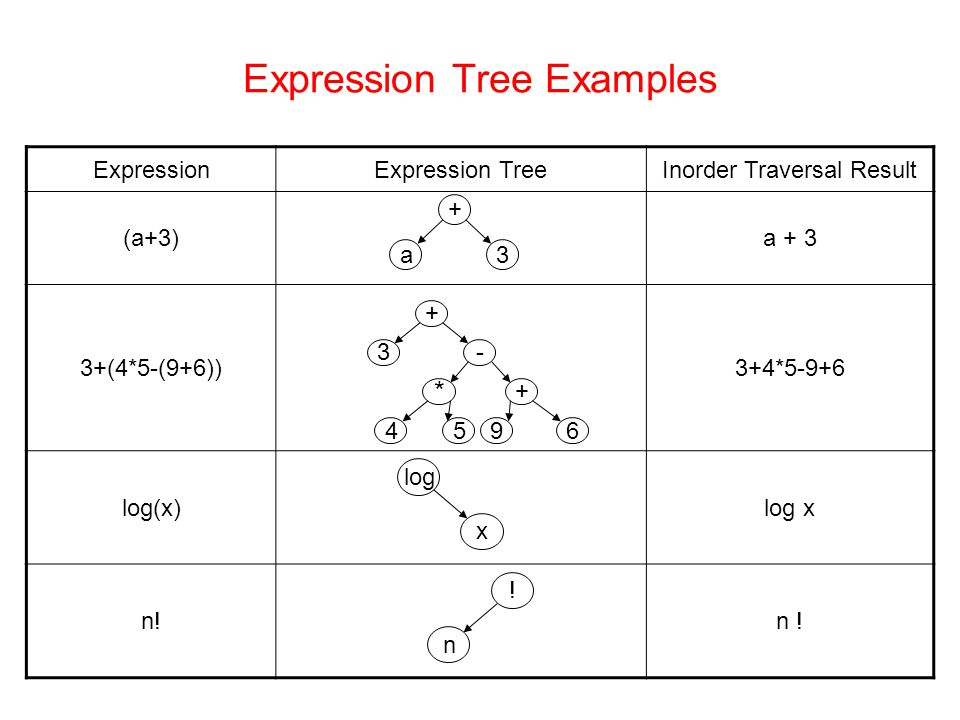 Expression Tree Examples
Expression Expression Tree Inorder Traversal Result
(a+3)
+
a 3
a + 3
3+(4*5-(9+6))
+
3 -
* +
4 5 9 6
3+4*5-9+6
log(x)
log
x
log x
n!
!
n
n !